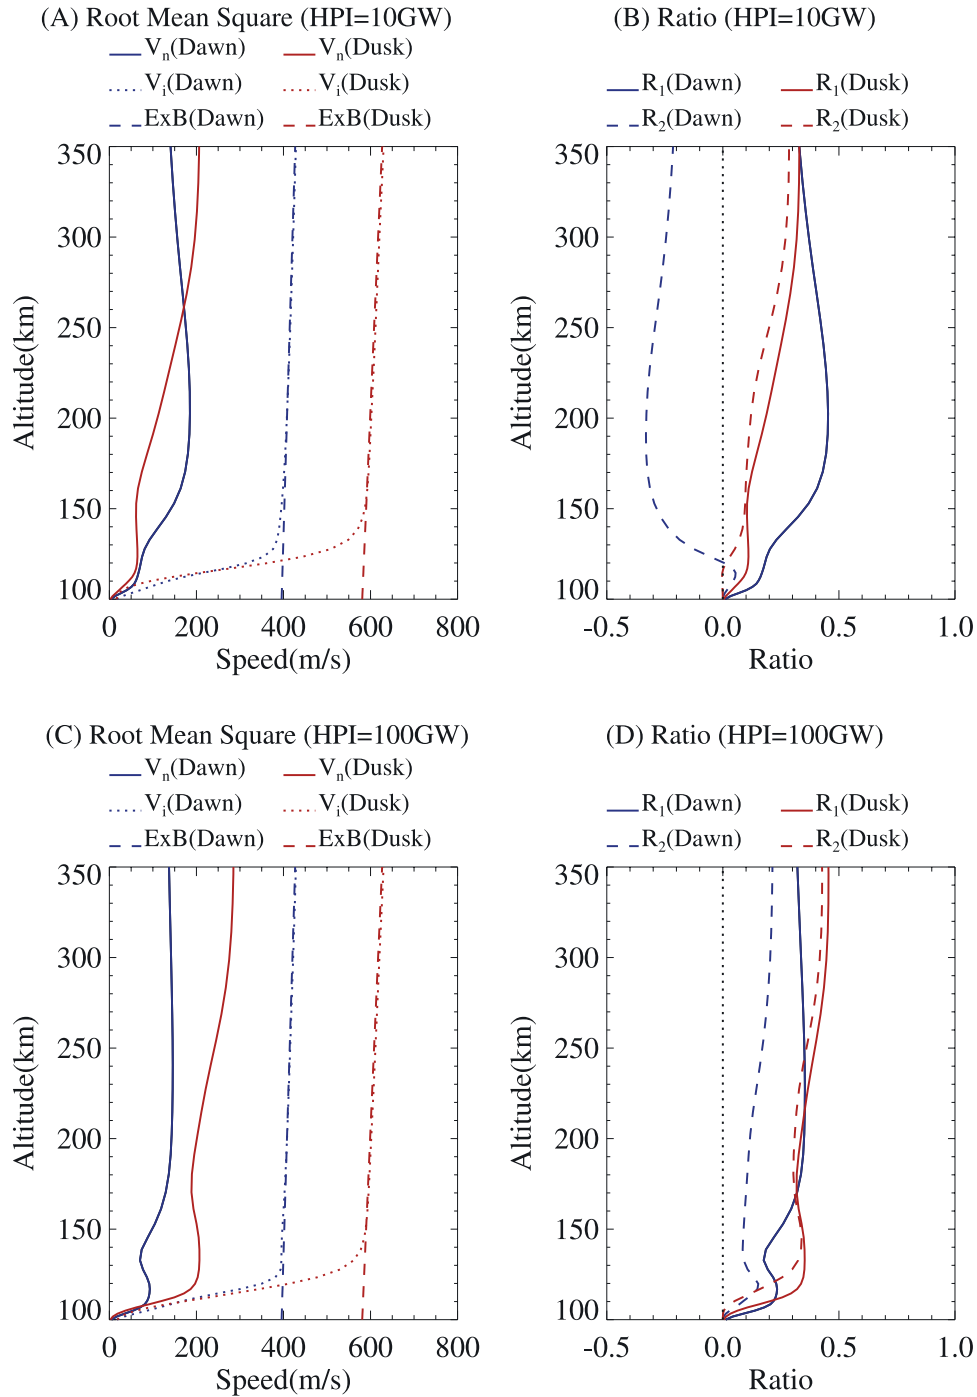 (A) Root Mean Square (HPI=10GW)
Vn(Dawn) Vn(Dusk)
Vi(Dawn) Vi(Dusk)
ExB(Dawn) ExB(Dusk)
350
300
250
200
150
100
Altitude(km)
0 200 400 600 800
Speed(m/s)
(B) Ratio (HPI=10GW)
R1(Dawn) R1(Dusk)
R2(Dawn) R2(Dusk)
350
300
250
200
150
100
Altitude(km)
-0.5 0.0 0.5 1.0
Ratio
(C) Root Mean Square (HPI=100GW)
Vn(Dawn) Vn(Dusk)
Vi(Dawn) Vi(Dusk)
ExB(Dawn) ExB(Dusk)
350
300
250
200
150
100
Altitude(km)
0 200 400 600 800
Speed(m/s)
(D) Ratio (HPI=100GW)
R1(Dawn) R1(Dusk)
R2(Dawn) R2(Dusk)
350
300
250
200
150
100
Altitude(km)
-0.5 0.0 0.5 1.0
Ratio